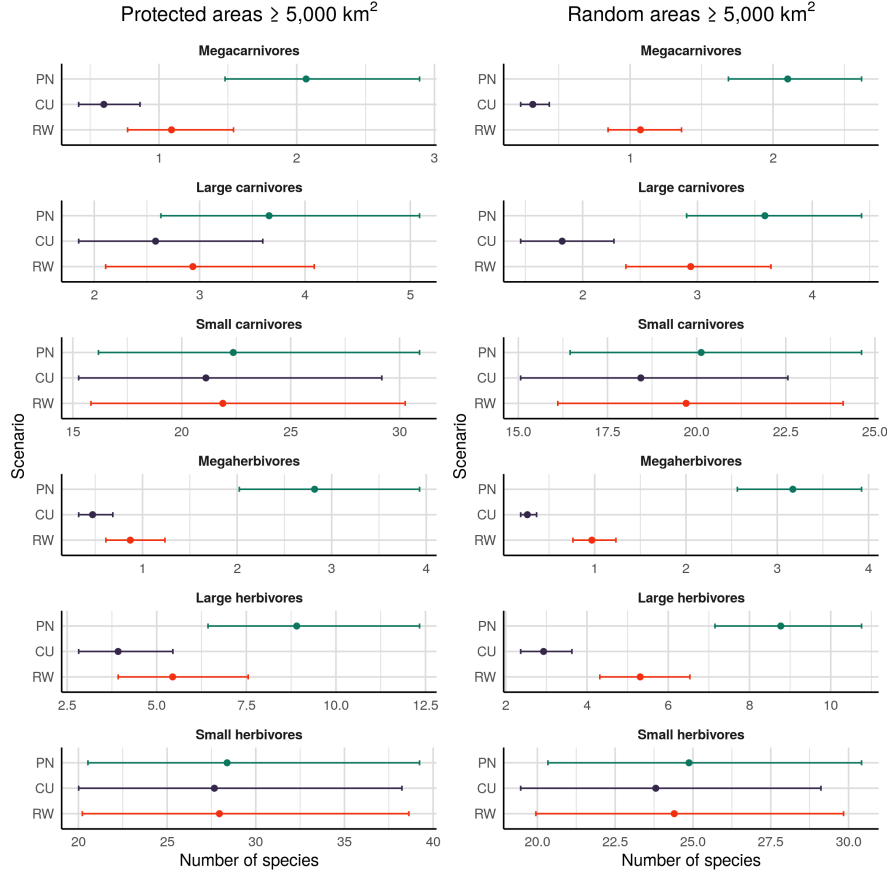 Protected areas ≥ 5,000 km²
Megacarnivores
PN
CU
RW
1 2 3
Large carnivores
PN
CU
RW
2 3 4 5
Small carnivores
PN
CU
RW
15 20 25 30
Megaherbivores
PN
CU
RW
1 2 3 4
Large herbivores
PN
CU
RW
2.5 5.0 7.5 10.0 12.5
Small herbivores
PN
CU
RW
20 25 30 35 40
Number of species
Scenario
Random areas ≥ 5,000 km²
Megacarnivores
PN
CU
RW
1 2
Large carnivores
PN
CU
RW
2 3 4
Small carnivores
PN
CU
RW
15.0 17.5 20.0 22.5 25.0
Megaherbivores
PN
CU
RW
1 2 3 4
Large herbivores
PN
CU
RW
2 4 6 8 10
Small herbivores
PN
CU
RW
20.0 22.5 25.0 27.5 30.0
Number of species
Scenario